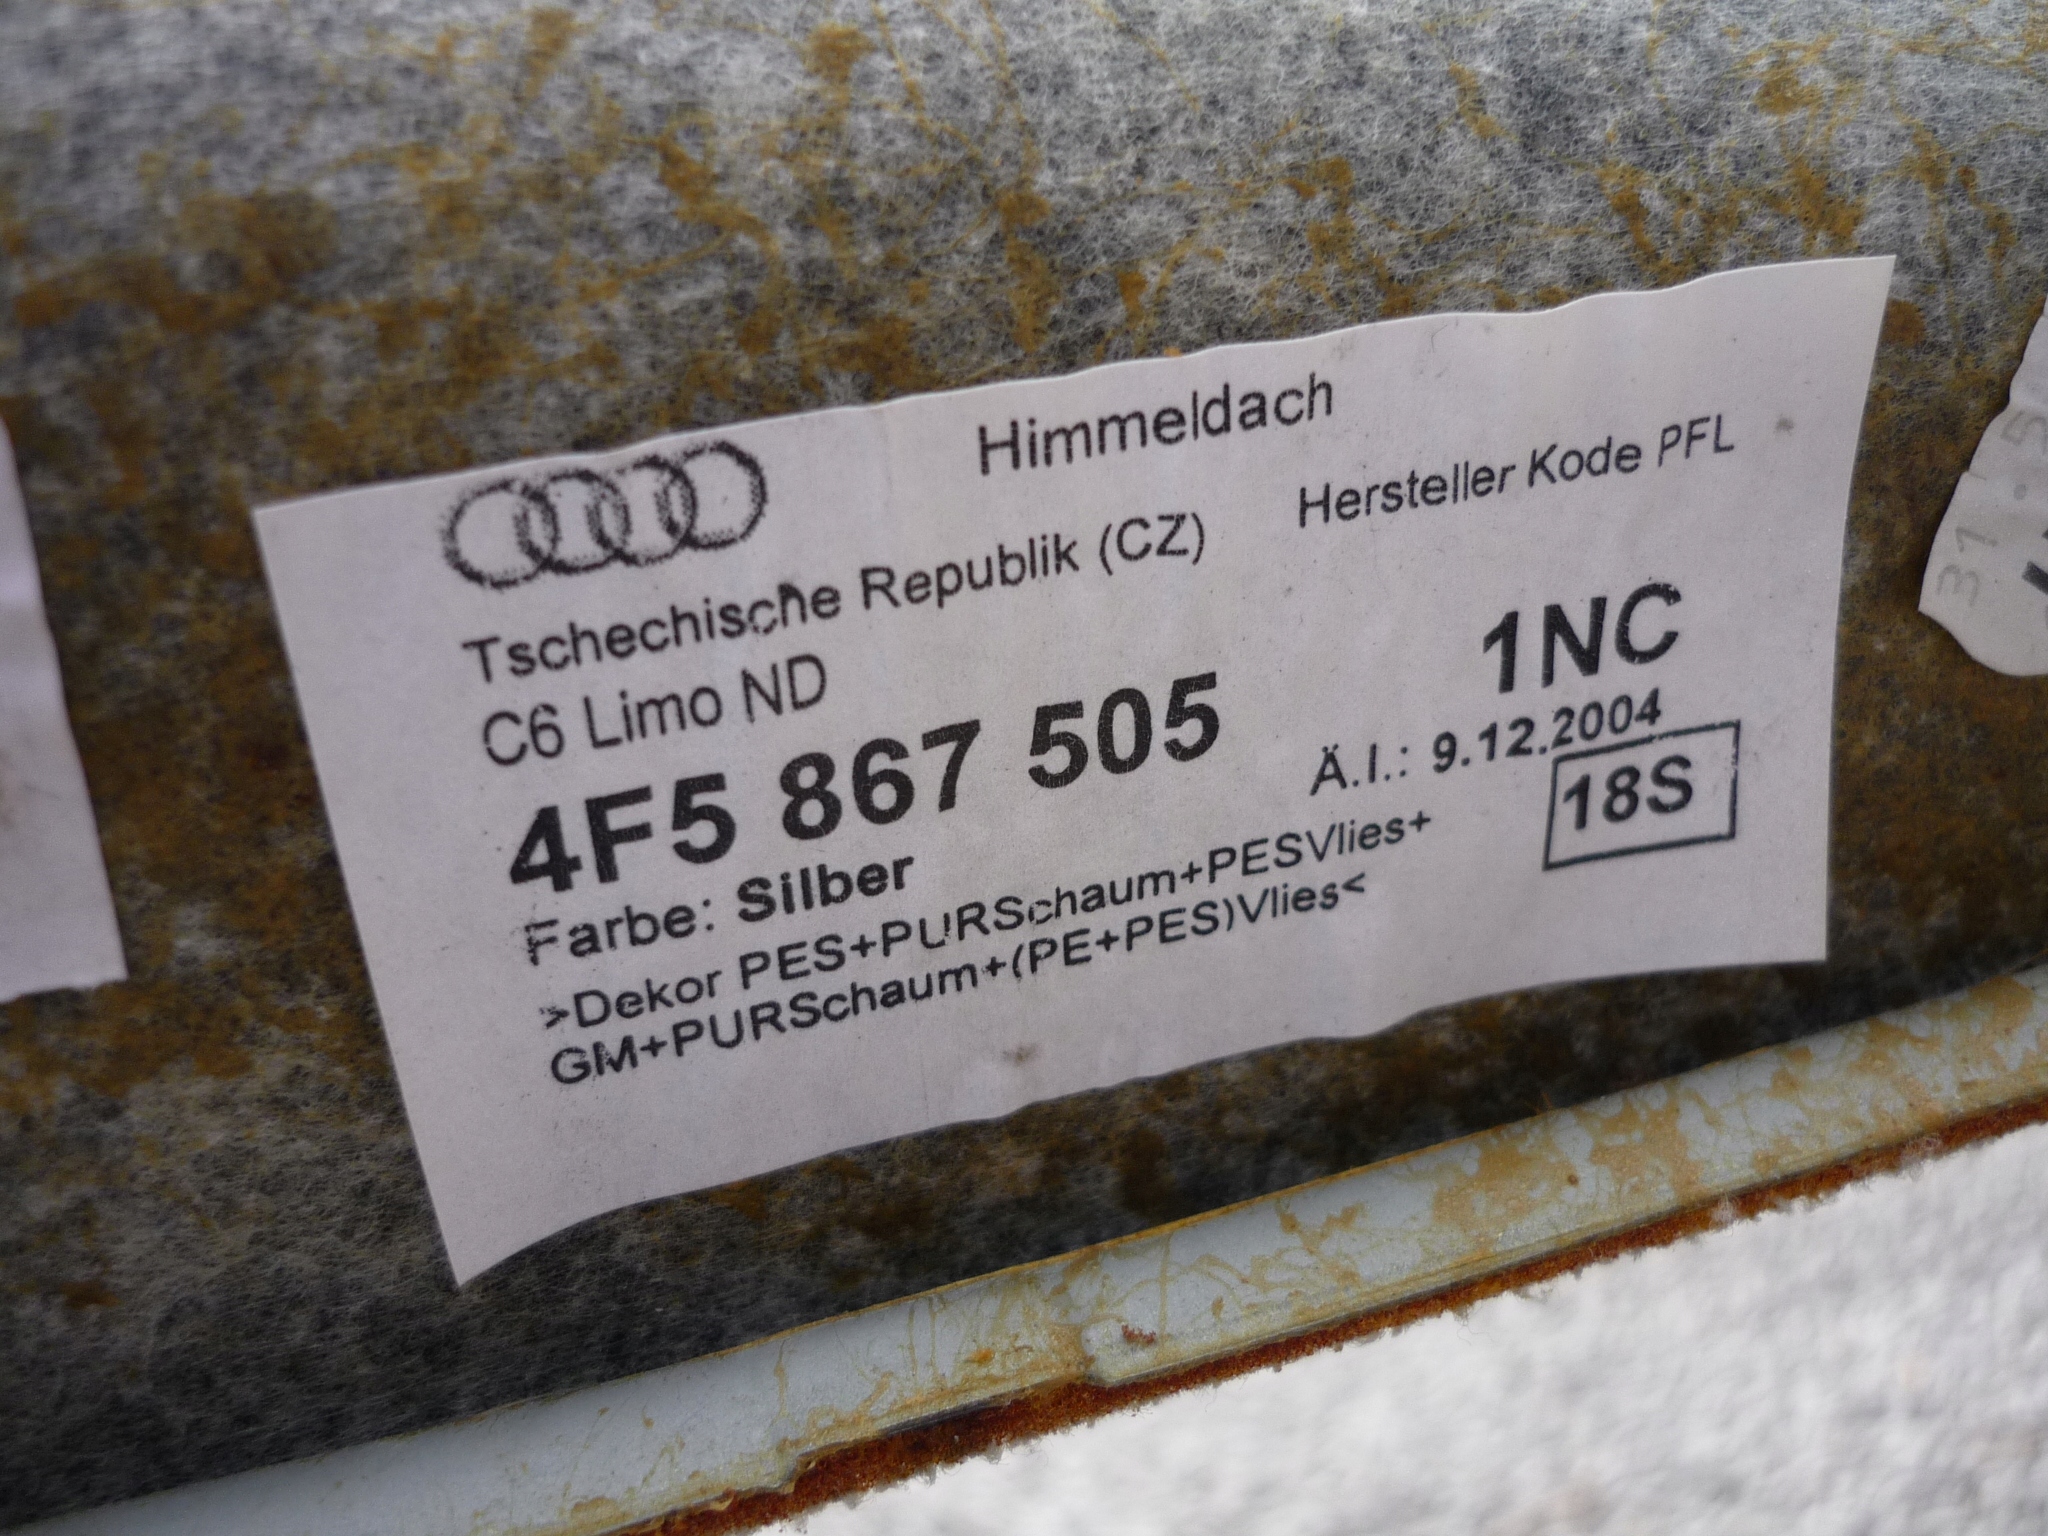 Himmeldach
Tschechische Republik (CZ) Hersteller Kode PFL
C6 Limo ND
4F5 867 505 1NC
Ä.I.: 9.12.2004
Farbe: Silber 18S
>Dekor PES+PURSchaum+PESVlies+
GM+PURSchaum+(PE+PES)Vlies<